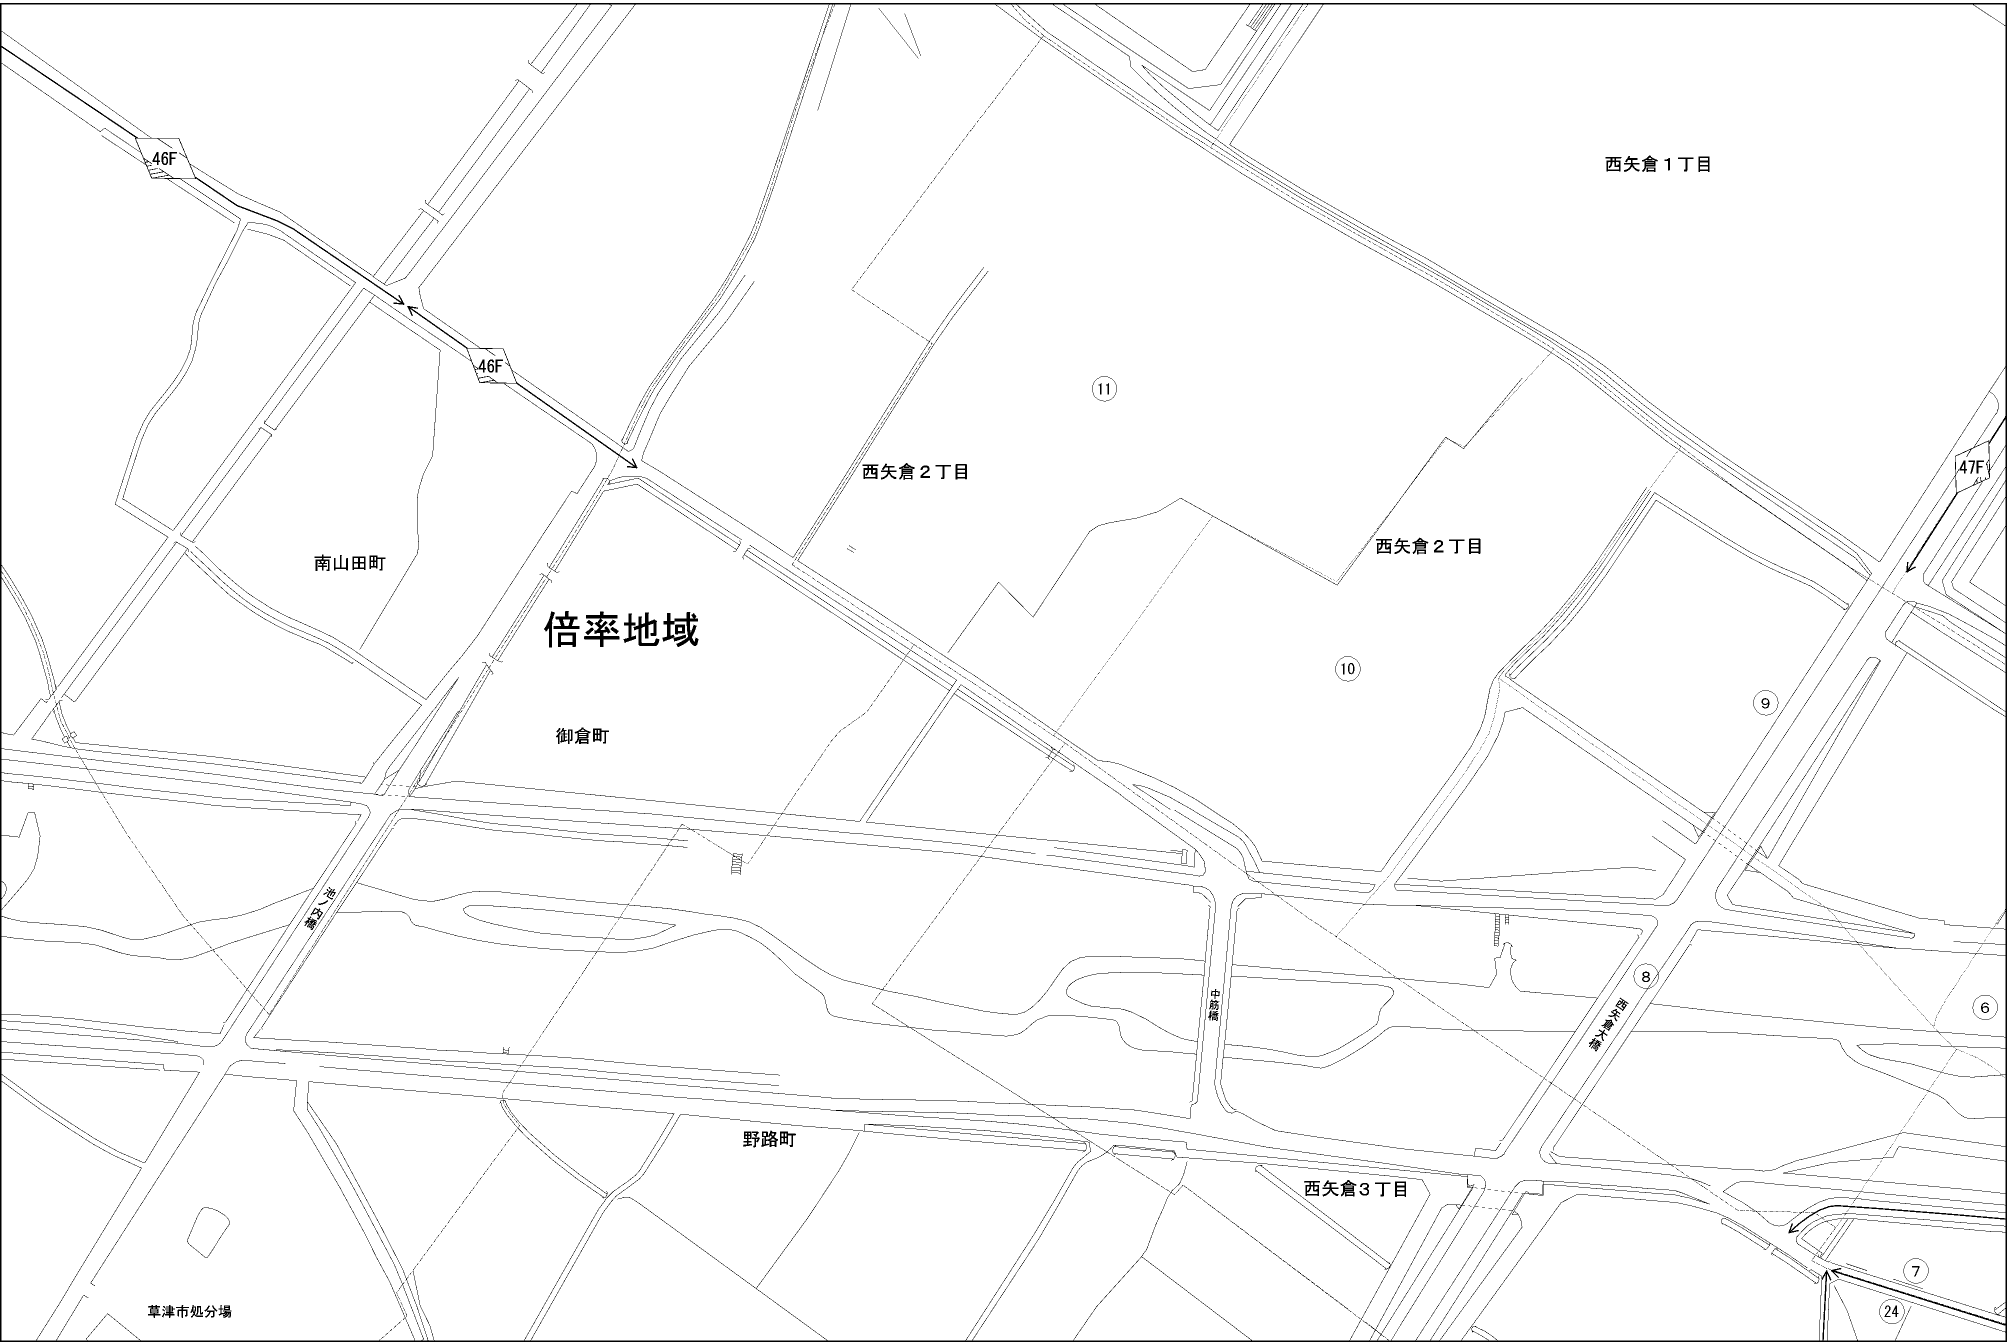 46F
西矢倉１丁目
46F
⑪
47F
西矢倉２丁目
西矢倉２丁目
南山田町
倍率地域
⑩
⑨
御倉町
池ノ内橋
⑧
中筋橋
西矢倉大橋
⑥
野路町
西矢倉３丁目
⑦
草津市処分場
㉔